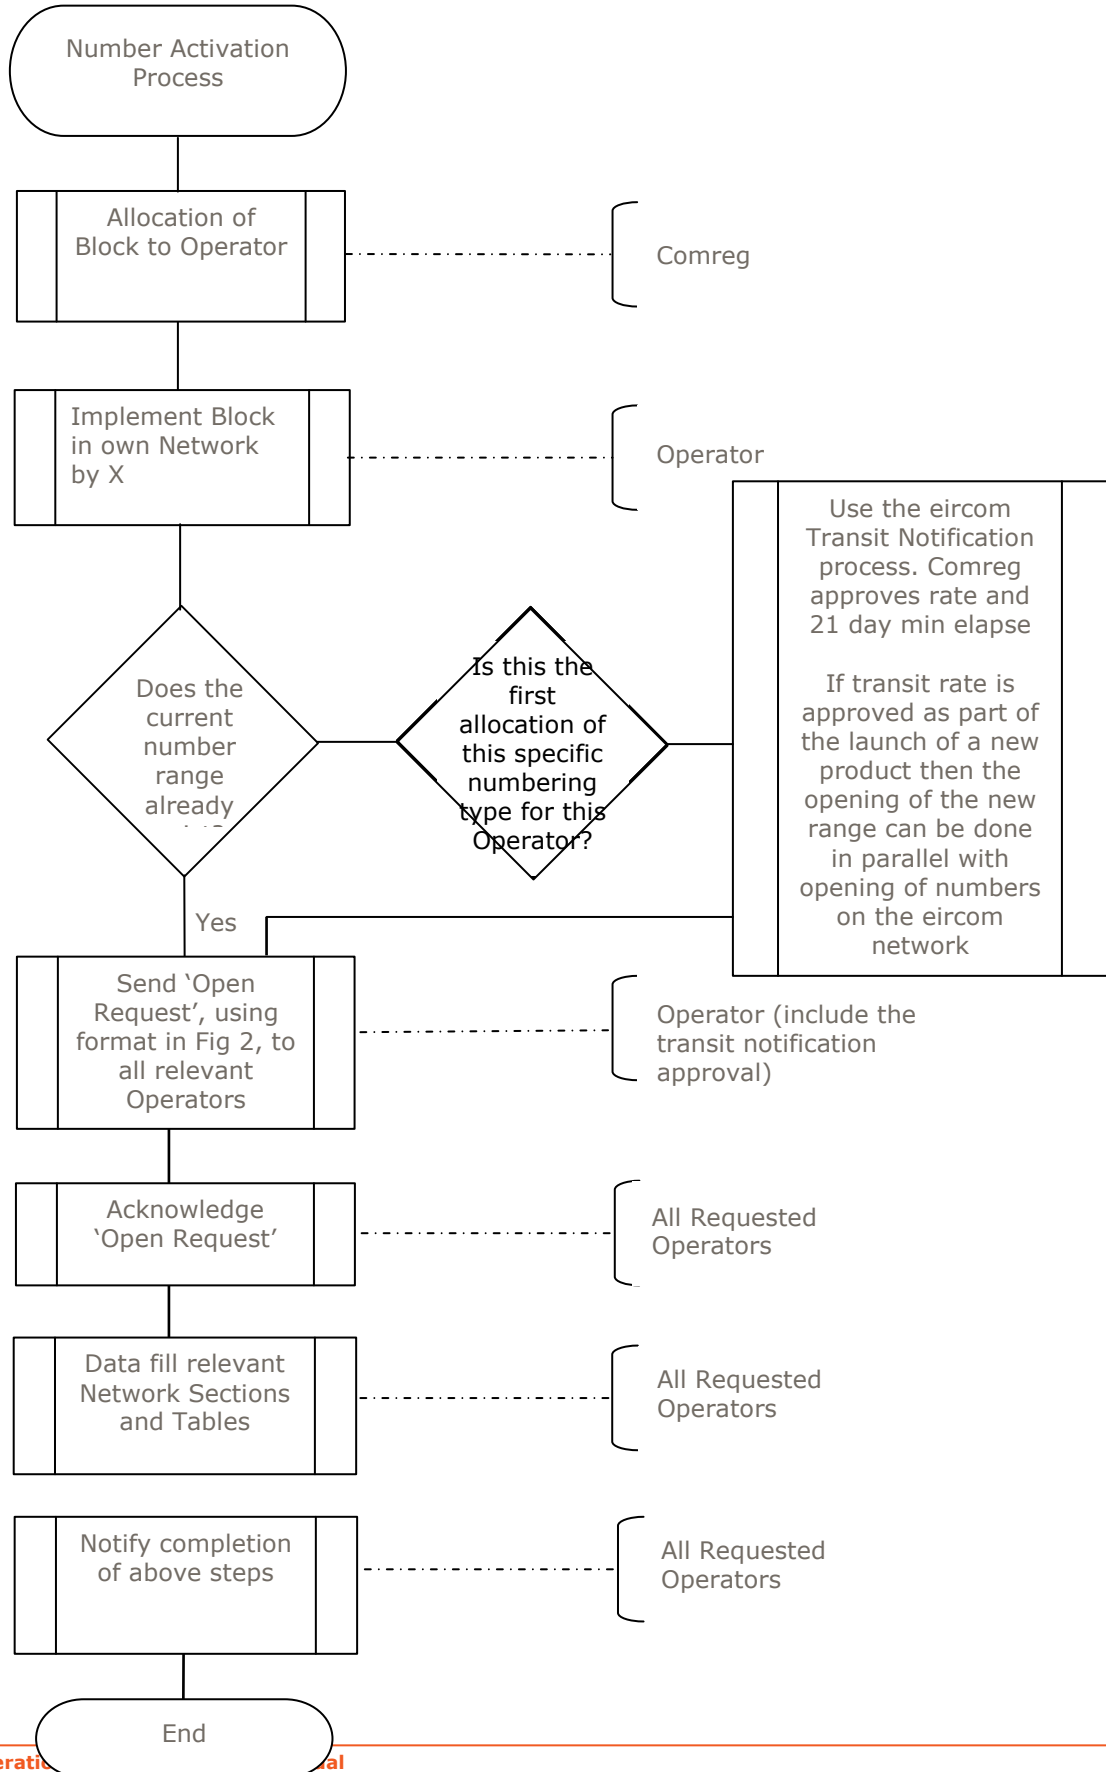 Number Activation
Process
Allocation of
Block to Operator
Comreg
Implement Block
in own Network
by X
Operator
Use the eircom
Transit Notification
process. Comreg
approves rate and
21 day min elapse
If transit rate is
approved as part of
the launch of a new
product then the
opening of the new
range can be done
in parallel with
opening of numbers
on the eircom
network
Does the
current
number
range
already
Is this the
first
allocation of
this specific
numbering
type for this
Operator?
Yes
Send ‘Open
Request’, using
format in Fig 2, to
all relevant
Operators
Operator (include the
transit notification
approval)
Acknowledge
‘Open Request’
All Requested
Operators
Data fill relevant
Network Sections
and Tables
All Requested
Operators
Notify completion
of above steps
All Requested
Operators
End